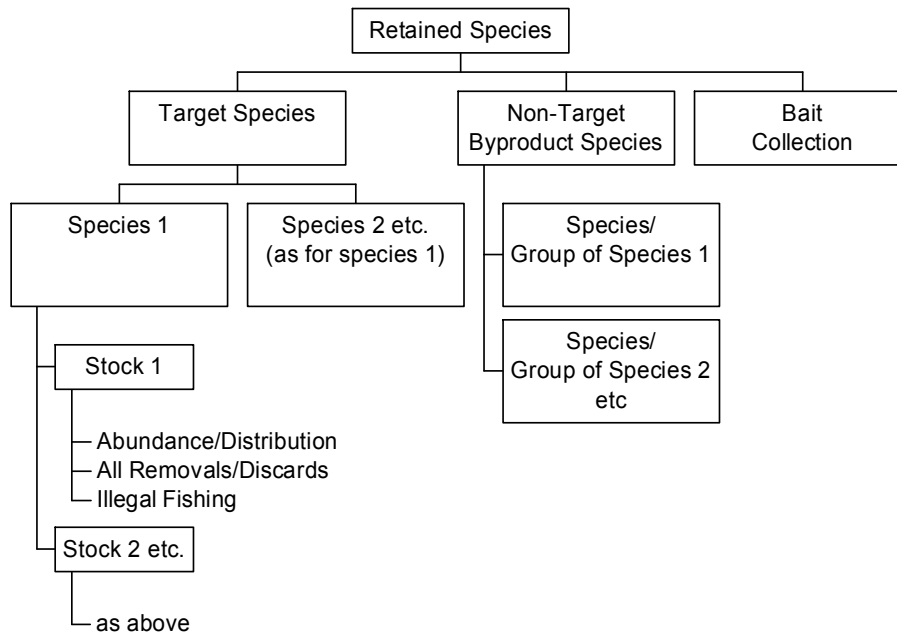 Retained Species
Target Species
Non-Target
Byproduct Species
Bait
Collection
Species 1
Species 2 etc.
(as for species 1)
Species/
Group of Species 1
Species/
Group of Species 2
etc
Stock 1
Abundance/Distribution
All Removals/Discards
Illegal Fishing
Stock 2 etc.
as above